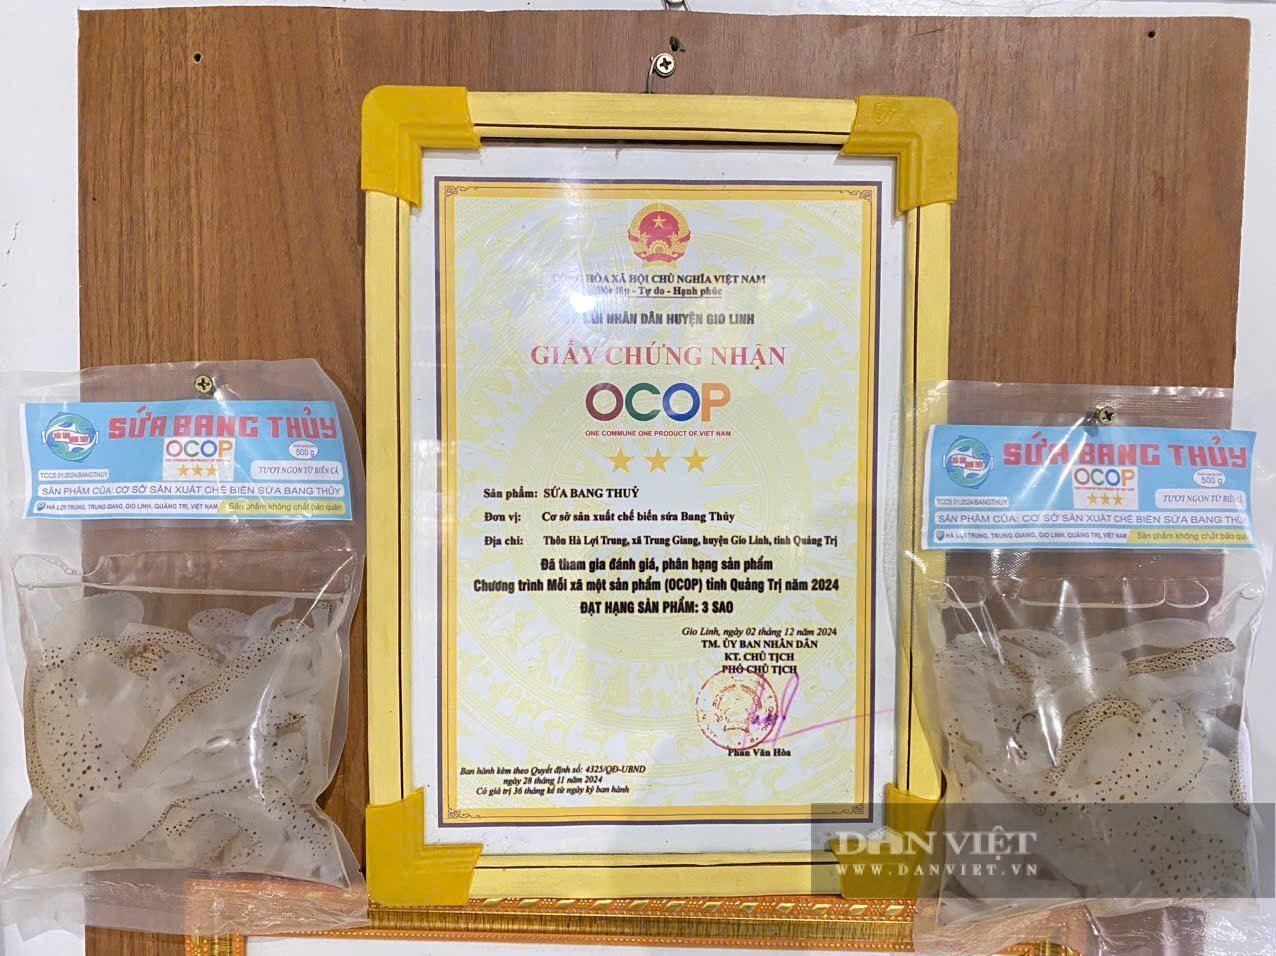 HÒA XÃ HỘI CHỦ NGHĨA VIỆT NAM
- Tự do - Hạnh phúc
NHÂN DÂN HUYỆN GIO LINH
GIẤY CHỨNG NHẬN
OCOP
ONE COMMUNE ONE PRODUCT OF VIET NAM
Sản phẩm: SỨA BANG THUỶ
Đơn vị: Cơ sở sản xuất chế biến sứa Bang Thủy
Địa chỉ: Thôn Hà Lợi Trung, xã Trung Giang, huyện Gio Linh, tỉnh Quảng Trị
Đã tham gia đánh giá, phân hạng sản phẩm
Chương trình Mỗi xã một sản phẩm (OCOP) tỉnh Quảng Trị năm 2024
ĐẠT HẠNG SẢN PHẨM: 3 SAO
Gio Linh, ngày 02 tháng 12 năm 2024
TM. ỦY BAN NHÂN DÂN
KT. CHỦ TỊCH
PHÓ CHỦ TỊCH
Phan Văn Hòa
Ban hành kèm theo Quyết định số: 4325/QĐ-UBND
ngày 28 tháng 11 năm 2024
Có giá trị 36 tháng kể từ ngày ký ban hành
SỨA BANG THỦY
OCOP
500 g
TCCS 01:2024/BANGTHUY
TƯƠI NGON TỪ BIỂN CẢ
SẢN PHẨM CỦA: CƠ SỞ SẢN XUẤT CHẾ BIẾN SỨA BANG THỦY
HÀ LỢI TRUNG, TRUNG GIANG, GIO LINH, QUẢNG TRỊ, VIỆT NAM
Sản phẩm không chất bảo quản
SỨA BANG THỦY
OCOP
500 g
TCCS 01:2024/BANGTHUY
TƯƠI NGON TỪ BIỂN CẢ
SẢN PHẨM CỦA: CƠ SỞ SẢN XUẤT CHẾ BIẾN SỨA BANG THỦY
HÀ LỢI TRUNG, TRUNG GIANG, GIO LINH, QUẢNG TRỊ, VIỆT NAM
Sản phẩm không chất bảo quản
DÂN VIỆT
WWW.DANVIET.VN